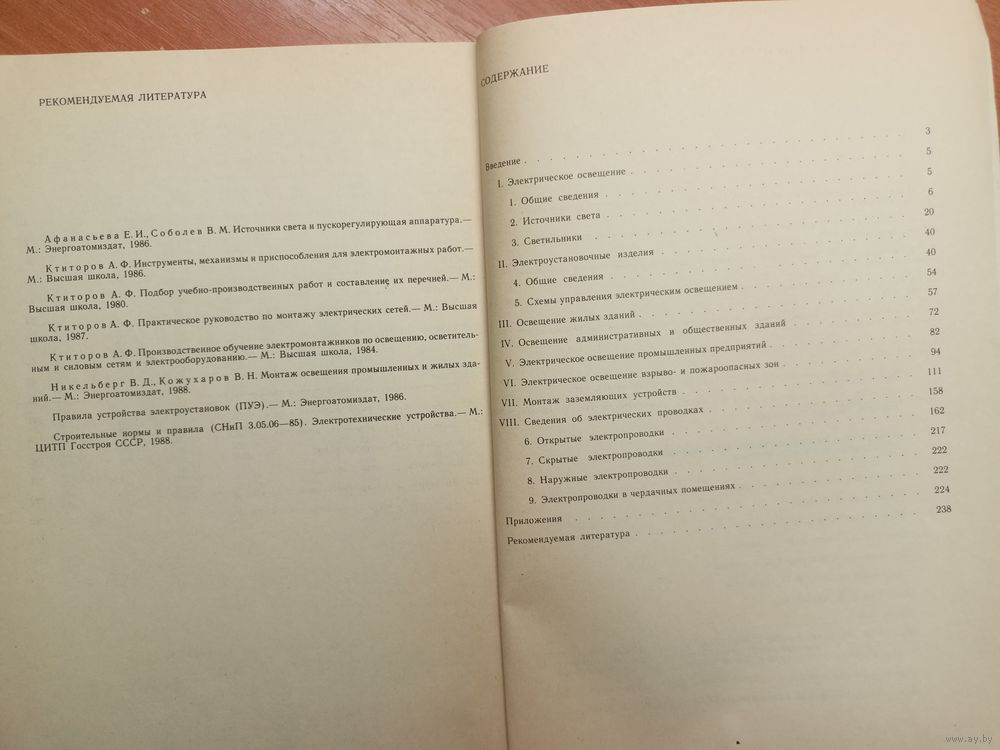 РЕКОМЕНДУЕМАЯ ЛИТЕРАТУРА
Афанасьева Е. И., Соболев В. М. Источники света и пускорегулирующая аппаратура.—
М.: Энергоатомиздат, 1986.
Ктиторов А. Ф. Инструменты, механизмы и приспособления для электромонтажных работ.—
М.: Высшая школа, 1986.
Ктиторов А. Ф. Подбор учебно-производственных работ и составление их перечней.— М.:
Высшая школа, 1980.
Ктиторов А. Ф. Практическое руководство по монтажу электрических сетей.— М.: Высшая
школа, 1987.
Ктиторов А. Ф. Производственное обучение электромонтажников по освещению, осветитель-
ным и силовым сетям и электрооборудованию.— М.: Высшая школа, 1984.
Никельберг В. Д., Кожухаров В. Н. Монтаж освещения промышленных и жилых зда-
ний.— М.: Энергоатомиздат, 1988.
Правила устройства электроустановок (ПУЭ).— М.: Энергоатомиздат, 1986.
Строительные нормы и правила (СНиП 3.05.06—85). Электротехнические устройства.— М.:
ЦИТП Госстроя СССР, 1988.
СОДЕРЖАНИЕ
Введение . . . 3
I. Электрическое освещение . . . 5
1. Общие сведения . . . 5
2. Источники света . . . 6
3. Светильники . . . 20
II. Электроустановочные изделия . . . 40
4. Общие сведения . . . 40
5. Схемы управления электрическим освещением . . . 54
III. Освещение жилых зданий . . . 57
IV. Освещение административных и общественных зданий . . . 72
V. Электрическое освещение промышленных предприятий . . . 82
VI. Электрическое освещение взрыво- и пожароопасных зон . . . 94
VII. Монтаж заземляющих устройств . . . 111
VIII. Сведения об электрических проводках . . . 158
6. Открытые электропроводки . . . 162
7. Скрытые электропроводки . . . 217
8. Наружные электропроводки . . . 222
9. Электропроводки в чердачных помещениях . . . 222
Приложения . . . 224
Рекомендуемая литература . . . 238
www.ay.by